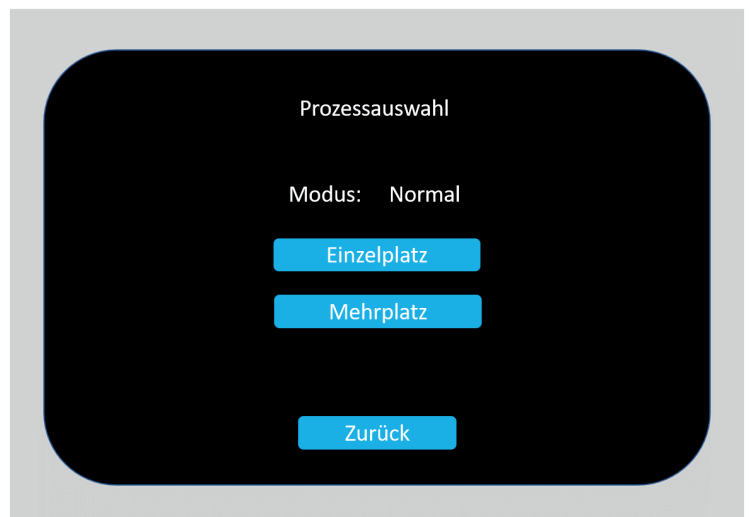 Prozessauswahl
Modus: Normal
Einzelplatz
Mehrplatz
Zurück